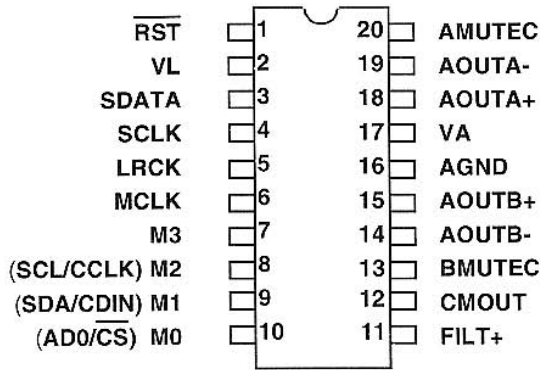 RST 1 20 AMUTEC
VL 2 19 AOUTA-
SDATA 3 18 AOUTA+
SCLK 4 17 VA
LRCK 5 16 AGND
MCLK 6 15 AOUTB+
M3 7 14 AOUTB-
(SCL/CCLK) M2 8 13 BMUTEC
(SDA/CDIN) M1 9 12 CMOUT
(AD0/CS) M0 10 11 FILT+